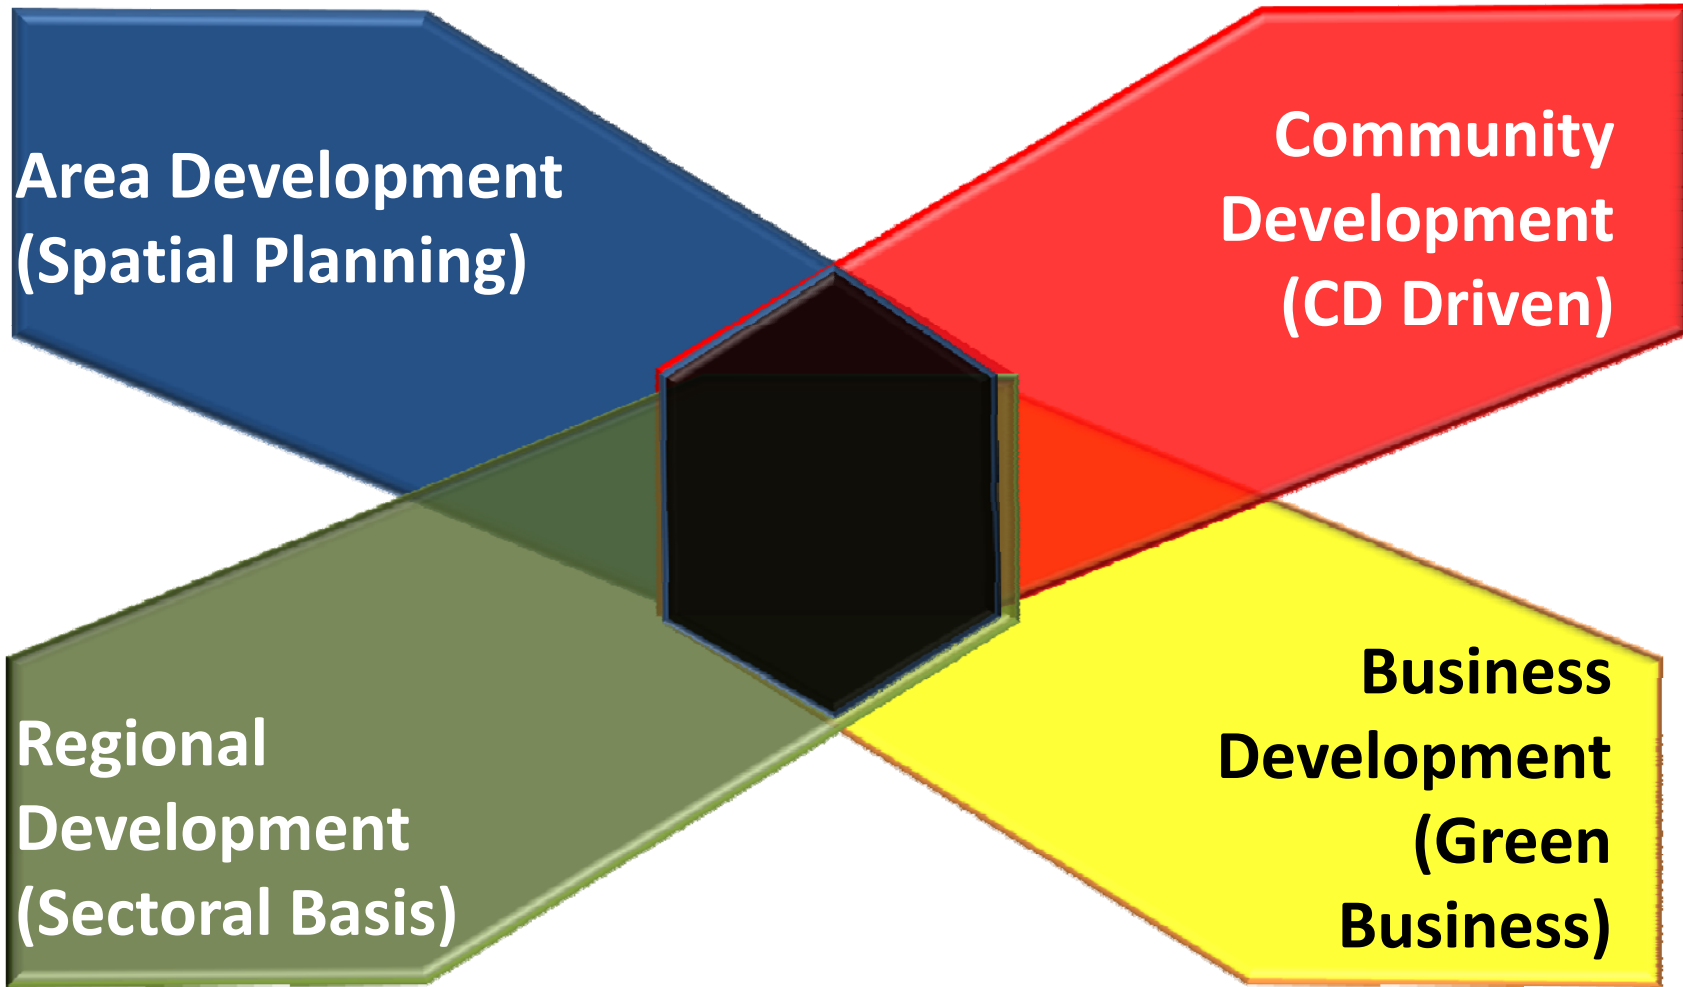 Area Development
(Spatial Planning)
Community
Development
(CD Driven)
Regional
Development
(Sectoral Basis)
Business
Development
(Green
Business)